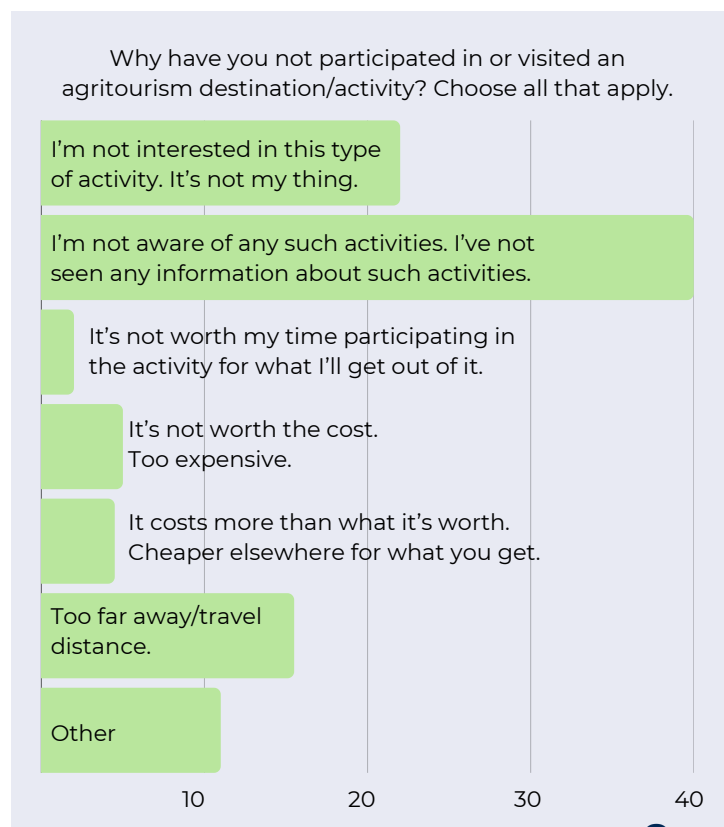 Why have you not participated in or visited an
agritourism destination/activity? Choose all that apply.
I’m not interested in this type
of activity. It’s not my thing.
I’m not aware of any such activities. I’ve not
seen any information about such activities.
It’s not worth my time participating in
the activity for what I’ll get out of it.
It’s not worth the cost.
Too expensive.
It costs more than what it’s worth.
Cheaper elsewhere for what you get.
Too far away/travel
distance.
Other
10 20 30 40